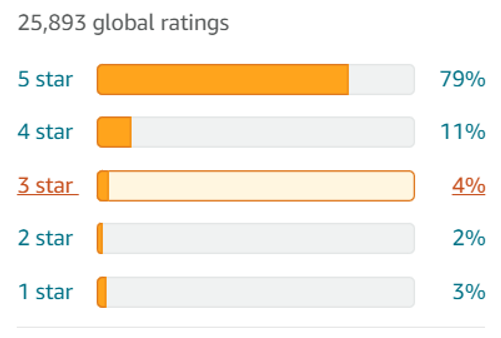 25,893 global ratings
5 star 79%
4 star 11%
3 star 4%
2 star 2%
1 star 3%